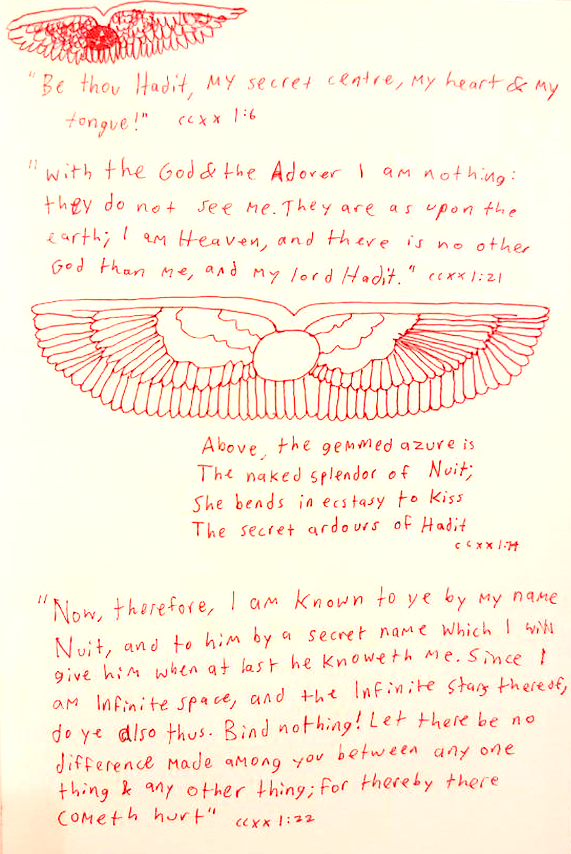 "Be thou Hadit, my secret centre, my heart & my
tongue!" ccxx 1:6
"With the God & the Adorer I am nothing:
they do not see me. They are as upon the
earth; I am Heaven, and there is no other
God than me, and my lord Hadit." ccxx 1:21
Above, the gemmed azure is
The naked splendor of Nuit;
She bends in ecstasy to Kiss
The secret ardours of Hadit
ccxx 1:14
"Now, therefore, I am Known to ye by my name
Nuit, and to him by a secret name which I will
give him when at last he Knoweth me. Since I
am Infinite space, and the Infinite Stars thereof,
do ye also thus. Bind nothing! Let there be no
difference made among you between any one
thing & any other thing; for thereby there
cometh hurt" ccxx 1:22